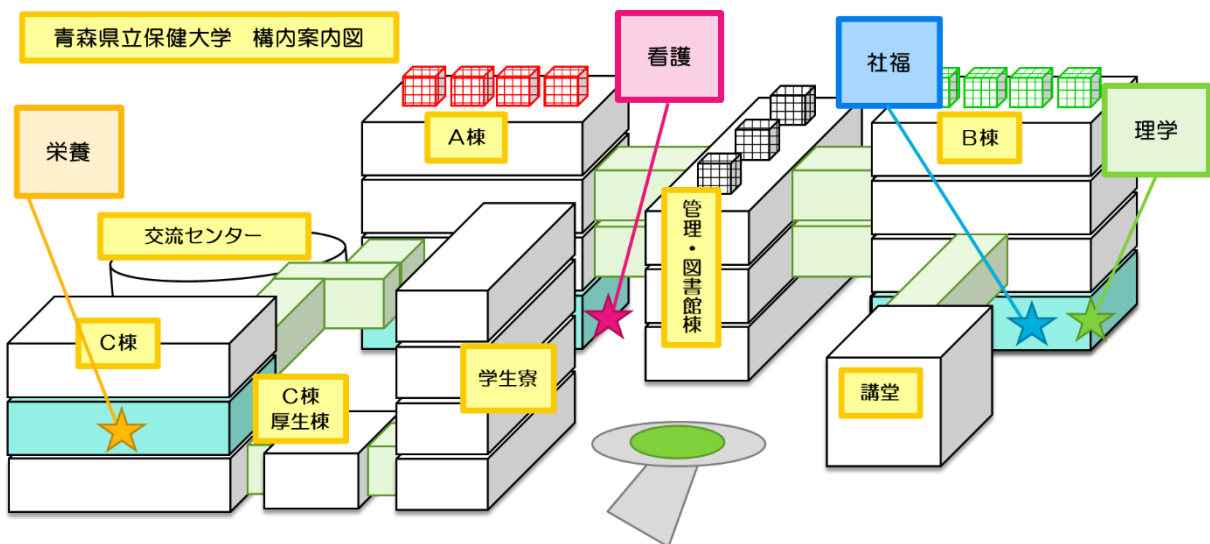 青森県立保健大学　構内案内図
看護
社福
理学
栄養
A棟
B棟
交流センター
管理・図書館棟
C棟
C棟
厚生棟
学生寮
講堂